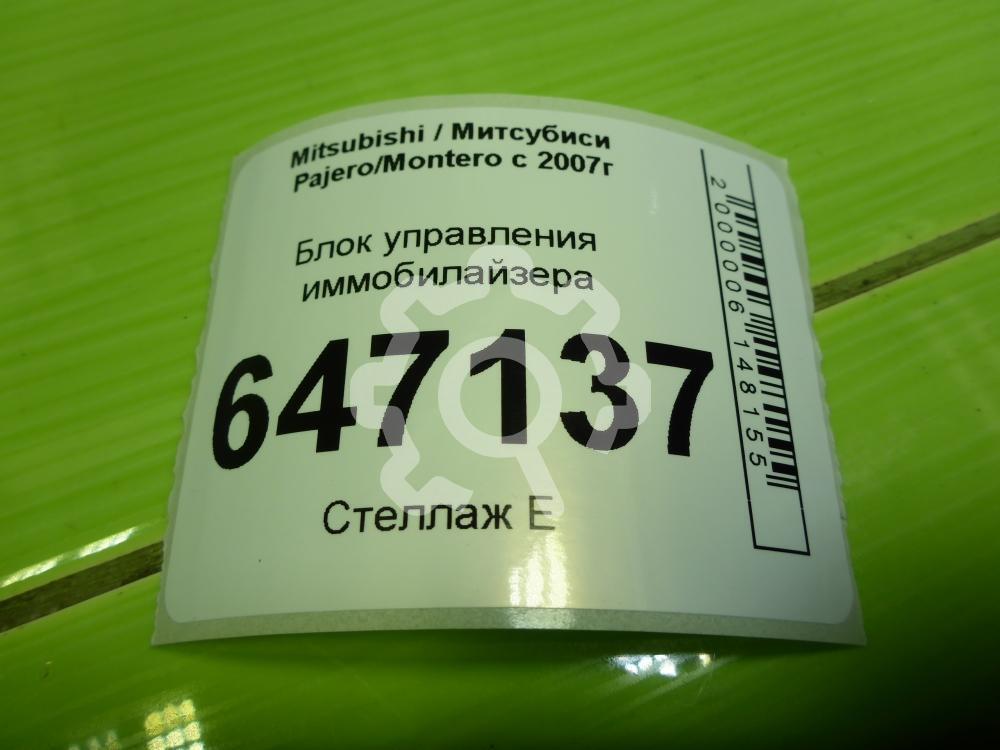 Mitsubishi / Митсубиси
Pajero/Montero с 2007г
Блок управления
иммобилайзера
647137
Стеллаж Е
2000006148155